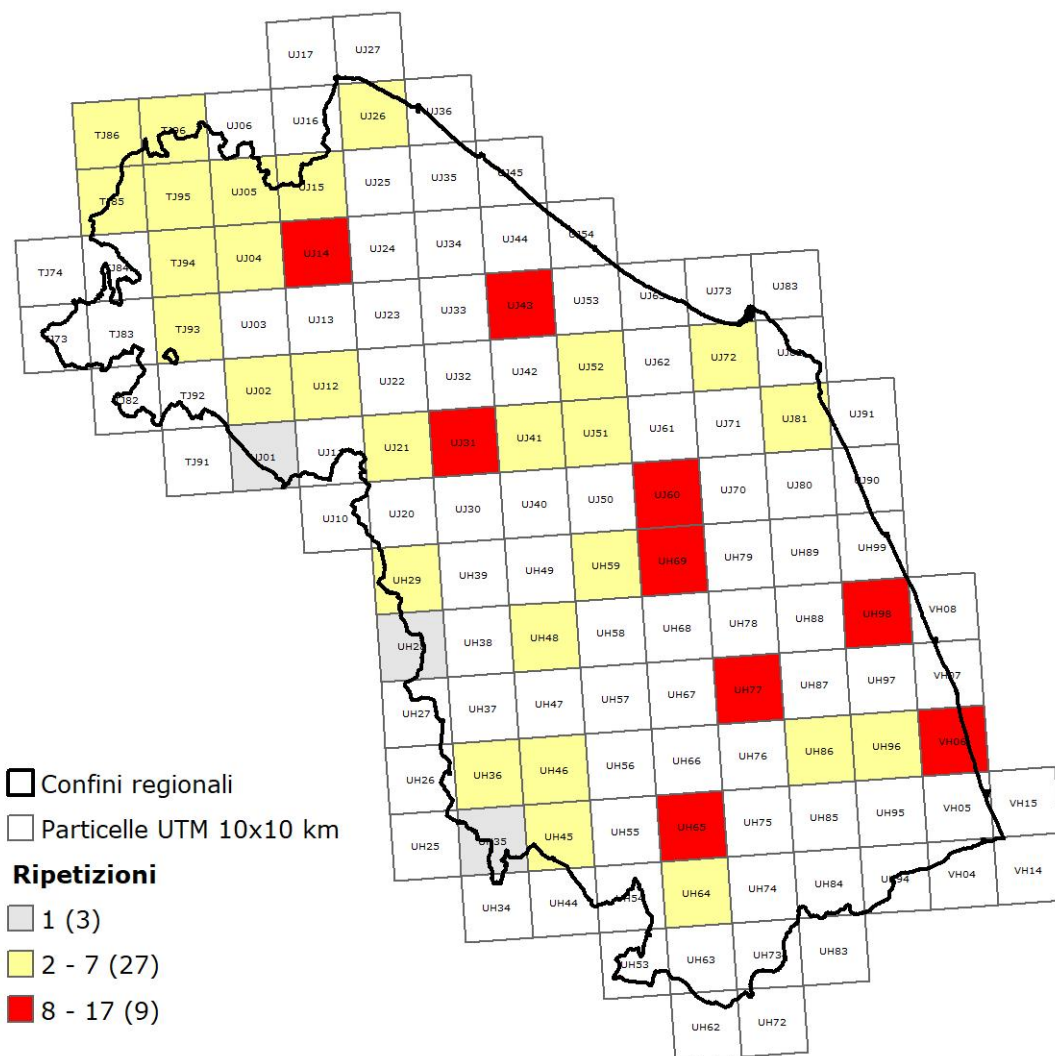 UJ17 UJ27
TJ86 TJ96 UJ06 UJ16 UJ26 UJ36
TJ85 TJ95 UJ05 UJ15 UJ25 UJ35 UJ45
TJ74 TJ84 TJ94 UJ04 UJ14 UJ24 UJ34 UJ44 UJ54
TJ73 TJ83 TJ93 UJ03 UJ13 UJ23 UJ33 UJ43 UJ53 UJ63 UJ73 UJ83
TJ82 TJ92 UJ02 UJ12 UJ22 UJ32 UJ42 UJ52 UJ62 UJ72 UJ82
TJ91 UJ01 UJ11 UJ21 UJ31 UJ41 UJ51 UJ61 UJ71 UJ81 UJ91
UJ10 UJ20 UJ30 UJ40 UJ50 UJ60 UJ70 UJ80 UJ90
UH29 UH39 UH49 UH59 UH69 UH79 UH89 UH99
UH28 UH38 UH48 UH58 UH68 UH78 UH88 UH98 VH08
UH27 UH37 UH47 UH57 UH67 UH77 UH87 UH97 VH07
UH26 UH36 UH46 UH56 UH66 UH76 UH86 UH96 VH06
UH25 UH35 UH45 UH55 UH65 UH75 UH85 UH95 VH05 VH15
UH34 UH44 UH54 UH64 UH74 UH84 UH94 VH04 VH14
UH53 UH63 UH73 UH83
UH62 UH72
Confini regionali
Particelle UTM 10x10 km
Ripetizioni
1 (3)
2 - 7 (27)
8 - 17 (9)